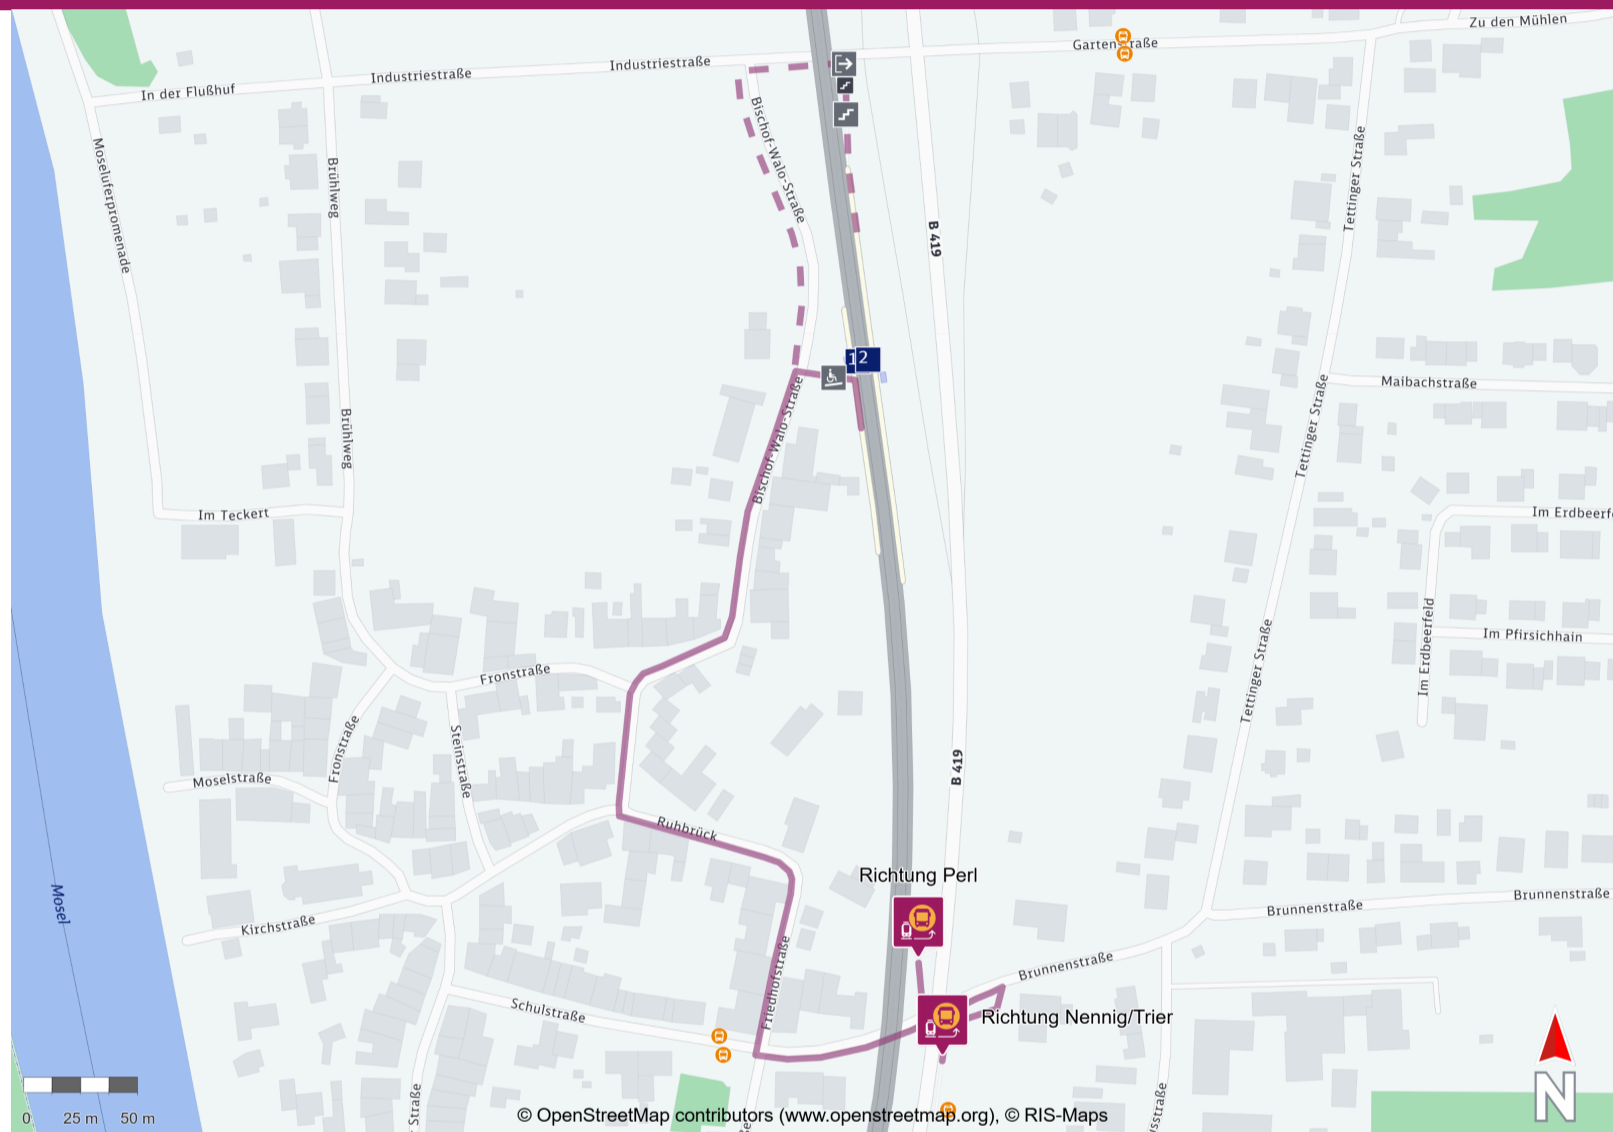 Zu den Mühlen
Gartenstraße
Industriestraße
Industriestraße
In der Flußhuf
Bischof-Walo-Straße
Moseluferpromenade
Brühlweg
Tettinger Straße
B 419
12
Maibachstraße
Bischof-Walo-Straße
Tettinger Straße
Brühlweg
Im Teckert
Im Erdbeerfe
Im Erdbeerfeld
Im Pfirsichhain
Tettinger Straße
Fronstraße
Fronstraße
Steinstraße
B 419
Moselstraße
Ruhbrück
Richtung Perl
Mosel
Kirchstraße
Brunnenstraße
Brunnenstraße
Friedhofstraße
Brunnenstraße
Schulstraße
Richtung Nennig/Trier
r Straße
usstraße
N
0 25 m 50 m
© OpenStreetMap contributors (www.openstreetmap.org), © RIS-Maps